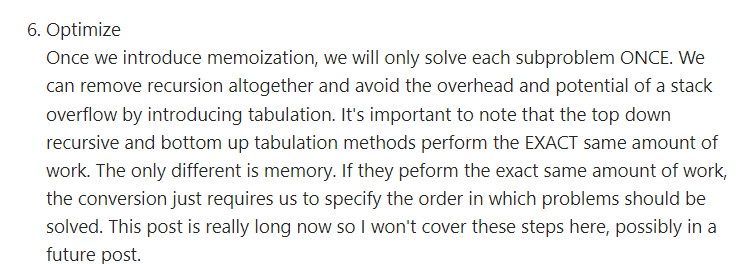 6. Optimize
Once we introduce memoization, we will only solve each subproblem ONCE. We
can remove recursion altogether and avoid the overhead and potential of a stack
overflow by introducing tabulation. It's important to note that the top down
recursive and bottom up tabulation methods perform the EXACT same amount of
work. The only different is memory. If they peform the exact same amount of work,
the conversion just requires us to specify the order in which problems should be
solved. This post is really long now so I won't cover these steps here, possibly in a
future post.